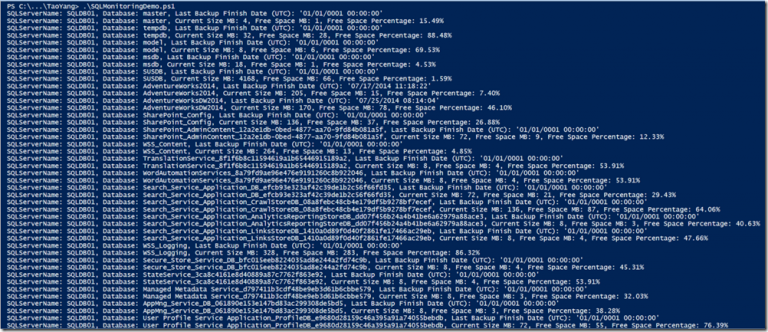 PS C:\...\TaoYang> .\SQLMonitoringDemo.ps1
SQLServerName: SQLDB01, Database: master, Last Backup Finish Date (UTC): '01/01/0001 00:00:00'
SQLServerName: SQLDB01, Database: master, Current Size MB: 4, Free Space MB: 1, Free Space Percentage: 15.49%
SQLServerName: SQLDB01, Database: tempdb, Last Backup Finish Date (UTC): '01/01/0001 00:00:00'
SQLServerName: SQLDB01, Database: tempdb, Current Size MB: 32, Free Space MB: 28, Free Space Percentage: 88.48%
SQLServerName: SQLDB01, Database: model, Last Backup Finish Date (UTC): '01/01/0001 00:00:00'
SQLServerName: SQLDB01, Database: model, Current Size MB: 8, Free Space MB: 6, Free Space Percentage: 69.53%
SQLServerName: SQLDB01, Database: msdb, Last Backup Finish Date (UTC): '01/01/0001 00:00:00'
SQLServerName: SQLDB01, Database: msdb, Current Size MB: 18, Free Space MB: 1, Free Space Percentage: 4.53%
SQLServerName: SQLDB01, Database: SUSDB, Last Backup Finish Date (UTC): '01/01/0001 00:00:00'
SQLServerName: SQLDB01, Database: SUSDB, Current Size MB: 4168, Free Space MB: 66, Free Space Percentage: 1.59%
SQLServerName: SQLDB01, Database: AdventureWorks2014, Last Backup Finish Date (UTC): '07/17/2014 11:18:22'
SQLServerName: SQLDB01, Database: AdventureWorks2014, Current Size MB: 205, Free Space MB: 15, Free Space Percentage: 7.40%
SQLServerName: SQLDB01, Database: AdventureWorksDW2014, Last Backup Finish Date (UTC): '07/25/2014 08:14:04'
SQLServerName: SQLDB01, Database: AdventureWorksDW2014, Current Size MB: 170, Free Space MB: 78, Free Space Percentage: 46.10%
SQLServerName: SQLDB01, Database: SharePoint_Config, Last Backup Finish Date (UTC): '01/01/0001 00:00:00'
SQLServerName: SQLDB01, Database: SharePoint_Config, Current Size MB: 136, Free Space MB: 37, Free Space Percentage: 26.88%
SQLServerName: SQLDB01, Database: SharePoint_AdminContent_12a2e1db-0bed-4877-aa70-9fd84b081a5f, Last Backup Finish Date (UTC): '01/01/0001 00:00:00'
SQLServerName: SQLDB01, Database: SharePoint_AdminContent_12a2e1db-0bed-4877-aa70-9fd84b081a5f, Current Size MB: 72, Free Space MB: 9, Free Space Percentage: 12.33%
SQLServerName: SQLDB01, Database: WSS_Content, Last Backup Finish Date (UTC): '01/01/0001 00:00:00'
SQLServerName: SQLDB01, Database: WSS_Content, Current Size MB: 264, Free Space MB: 13, Free Space Percentage: 4.85%
SQLServerName: SQLDB01, Database: TranslationService_8f1f6b8c11594619a1b65446915189a2, Last Backup Finish Date (UTC): '01/01/0001 00:00:00'
SQLServerName: SQLDB01, Database: TranslationService_8f1f6b8c11594619a1b65446915189a2, Current Size MB: 8, Free Space MB: 4, Free Space Percentage: 53.91%
SQLServerName: SQLDB01, Database: WordAutomationServices_8a79fd9ae96e476e9191260c8b922046, Last Backup Finish Date (UTC): '01/01/0001 00:00:00'
SQLServerName: SQLDB01, Database: WordAutomationServices_8a79fd9ae96e476e9191260c8b922046, Current Size MB: 8, Free Space MB: 4, Free Space Percentage: 53.91%
SQLServerName: SQLDB01, Database: Search_Service_Application_DB_efcb93e323af42c39de1b2c56f66fd35, Last Backup Finish Date (UTC): '01/01/0001 00:00:00'
SQLServerName: SQLDB01, Database: Search_Service_Application_DB_efcb93e323af42c39de1b2c56f66fd35, Current Size MB: 72, Free Space MB: 21, Free Space Percentage: 29.43%
SQLServerName: SQLDB01, Database: Search_Service_Application_CrawlStoreDB_08a8febc48cb4e179df5b9278bf7ecef, Last Backup Finish Date (UTC): '01/01/0001 00:00:00'
SQLServerName: SQLDB01, Database: Search_Service_Application_CrawlStoreDB_08a8febc48cb4e179df5b9278bf7ecef, Current Size MB: 136, Free Space MB: 87, Free Space Percentage: 64.06%
SQLServerName: SQLDB01, Database: Search_Service_Application_AnalyticsReportingStoreDB_dd07f456b24a4b41be6a62979a88ace3, Last Backup Finish Date (UTC): '01/01/0001 00:00:00'
SQLServerName: SQLDB01, Database: Search_Service_Application_AnalyticsReportingStoreDB_dd07f456b24a4b41be6a62979a88ace3, Current Size MB: 8, Free Space MB: 3, Free Space Percentage: 40.63%
SQLServerName: SQLDB01, Database: Search_Service_Application_LinksStoreDB_1410a0d89f0d40f2861fe17466ac29eb, Last Backup Finish Date (UTC): '01/01/0001 00:00:00'
SQLServerName: SQLDB01, Database: Search_Service_Application_LinksStoreDB_1410a0d89f0d40f2861fe17466ac29eb, Current Size MB: 8, Free Space MB: 4, Free Space Percentage: 47.66%
SQLServerName: SQLDB01, Database: WSS_Logging, Last Backup Finish Date (UTC): '01/01/0001 00:00:00'
SQLServerName: SQLDB01, Database: WSS_Logging, Current Size MB: 328, Free Space MB: 283, Free Space Percentage: 86.32%
SQLServerName: SQLDB01, Database: Secure_Store_Service_DB_bfc015eeb8224035ad8e244a2fd74c9b, Last Backup Finish Date (UTC): '01/01/0001 00:00:00'
SQLServerName: SQLDB01, Database: Secure_Store_Service_DB_bfc015eeb8224035ad8e244a2fd74c9b, Current Size MB: 8, Free Space MB: 4, Free Space Percentage: 45.31%
SQLServerName: SQLDB01, Database: StateService_3ca8c4161e8d40889a87c7762f863e92, Last Backup Finish Date (UTC): '01/01/0001 00:00:00'
SQLServerName: SQLDB01, Database: StateService_3ca8c4161e8d40889a87c7762f863e92, Current Size MB: 8, Free Space MB: 4, Free Space Percentage: 53.91%
SQLServerName: SQLDB01, Database: Managed Metadata Service_d797411b3cdf48be9eb3d61b6cbbe579, Last Backup Finish Date (UTC): '01/01/0001 00:00:00'
SQLServerName: SQLDB01, Database: Managed Metadata Service_d797411b3cdf48be9eb3d61b6cbbe579, Current Size MB: 8, Free Space MB: 3, Free Space Percentage: 32.03%
SQLServerName: SQLDB01, Database: AppMng_Service_DB_061890e153e147bd83ac299308de5bd5, Last Backup Finish Date (UTC): '01/01/0001 00:00:00'
SQLServerName: SQLDB01, Database: AppMng_Service_DB_061890e153e147bd83ac299308de5bd5, Current Size MB: 8, Free Space MB: 3, Free Space Percentage: 38.28%
SQLServerName: SQLDB01, Database: User Profile Service Application_ProfileDB_e9680d28159c46a395a91a74055bebdb, Last Backup Finish Date (UTC): '01/01/0001 00:00:00'
SQLServerName: SQLDB01, Database: User Profile Service Application_ProfileDB_e9680d28159c46a395a91a74055bebdb, Current Size MB: 72, Free Space MB: 55, Free Space Percentage: 76.39%